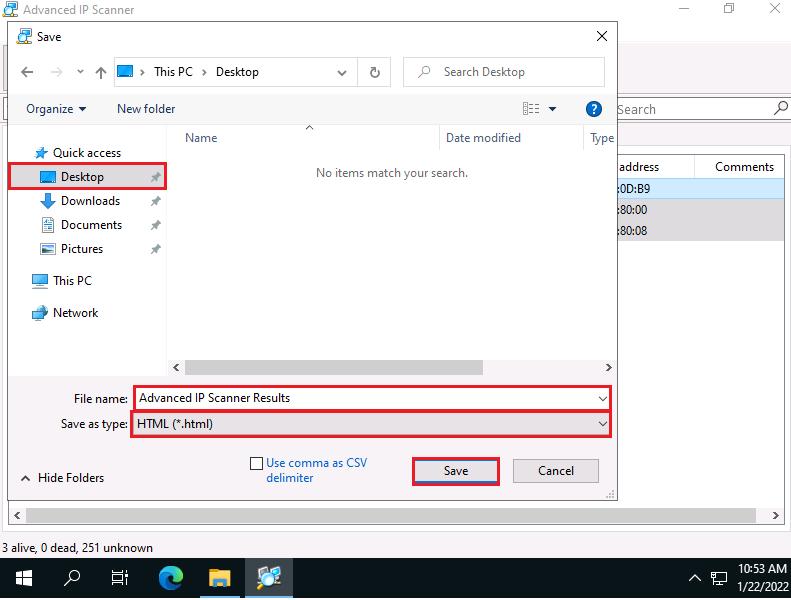 Advanced IP Scanner
Save
This PC > Desktop
Search Desktop
Organize
New folder
?
Search
Name
Date modified
Type
Quick access
Desktop
Downloads
Documents
Pictures
This PC
Network
No items match your search.
address
Comments
:0D:B9
:80:00
:80:08
File name: Advanced IP Scanner Results
Save as type: HTML (*.html)
Use comma as CSV
delimiter
Save
Cancel
Hide Folders
3 alive, 0 dead, 251 unknown
10:53 AM
1/22/2022